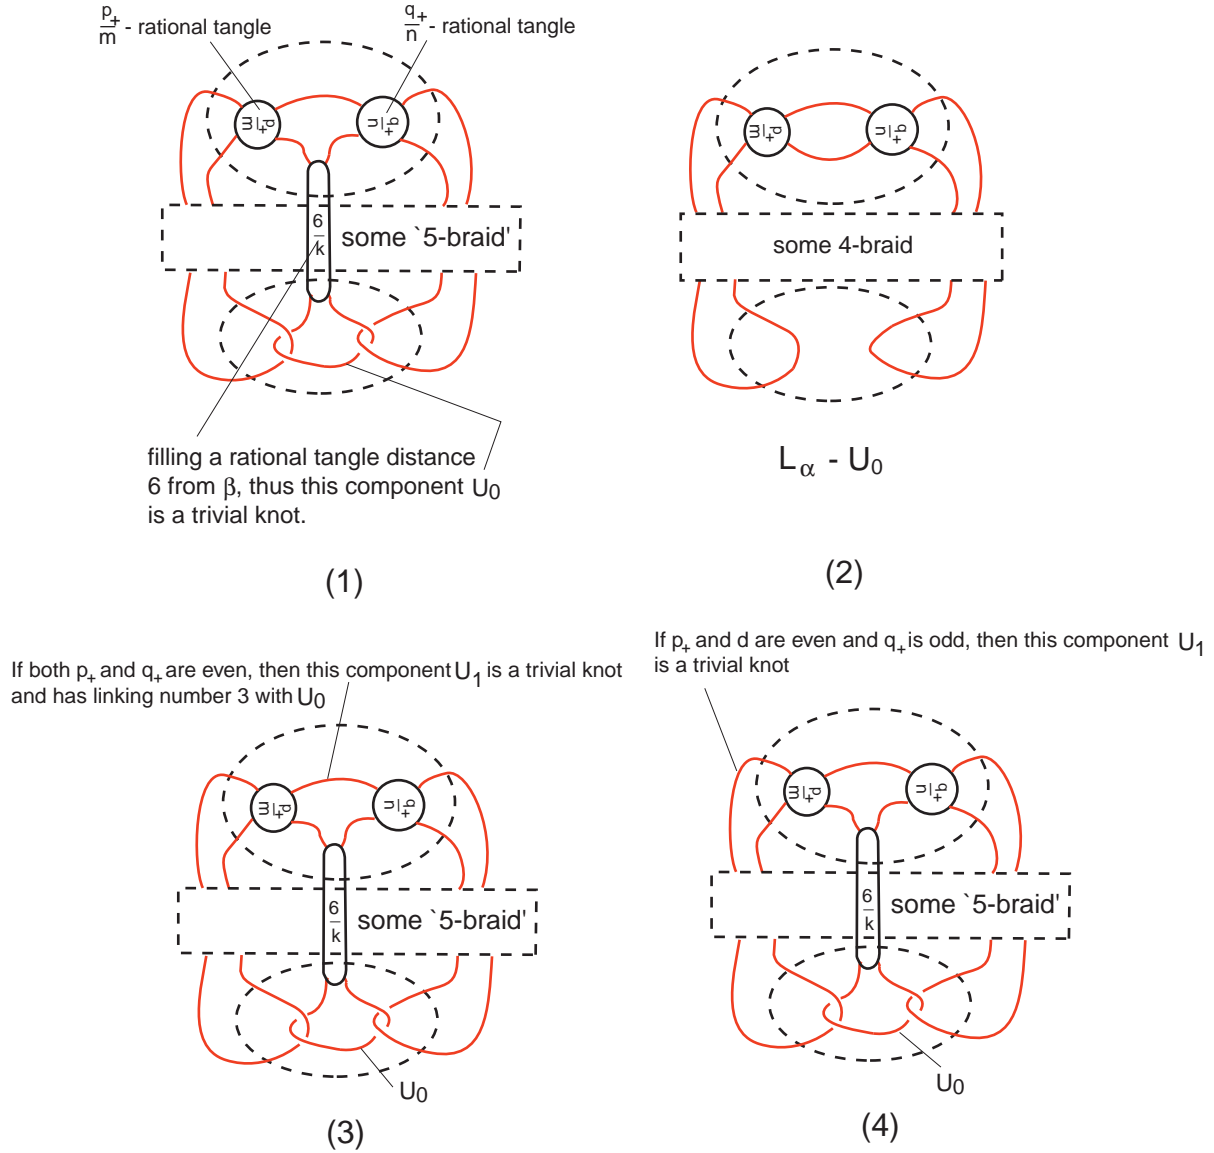 p+/m - rational tangle
q+/n - rational tangle
p+/m
q+/n
6/k
some `5-braid'
filling a rational tangle distance
6 from β, thus this component U0
is a trivial knot.
(1)
p+/m
q+/n
some 4-braid
Lα - U0
(2)
If both p+ and q+ are even, then this component U1 is a trivial knot
and has linking number 3 with U0
p+/m
q+/n
6/k
some `5-braid'
U0
(3)
If p+ and d are even and q+ is odd, then this component U1
is a trivial knot
p+/m
q+/n
6/k
some `5-braid'
U0
(4)